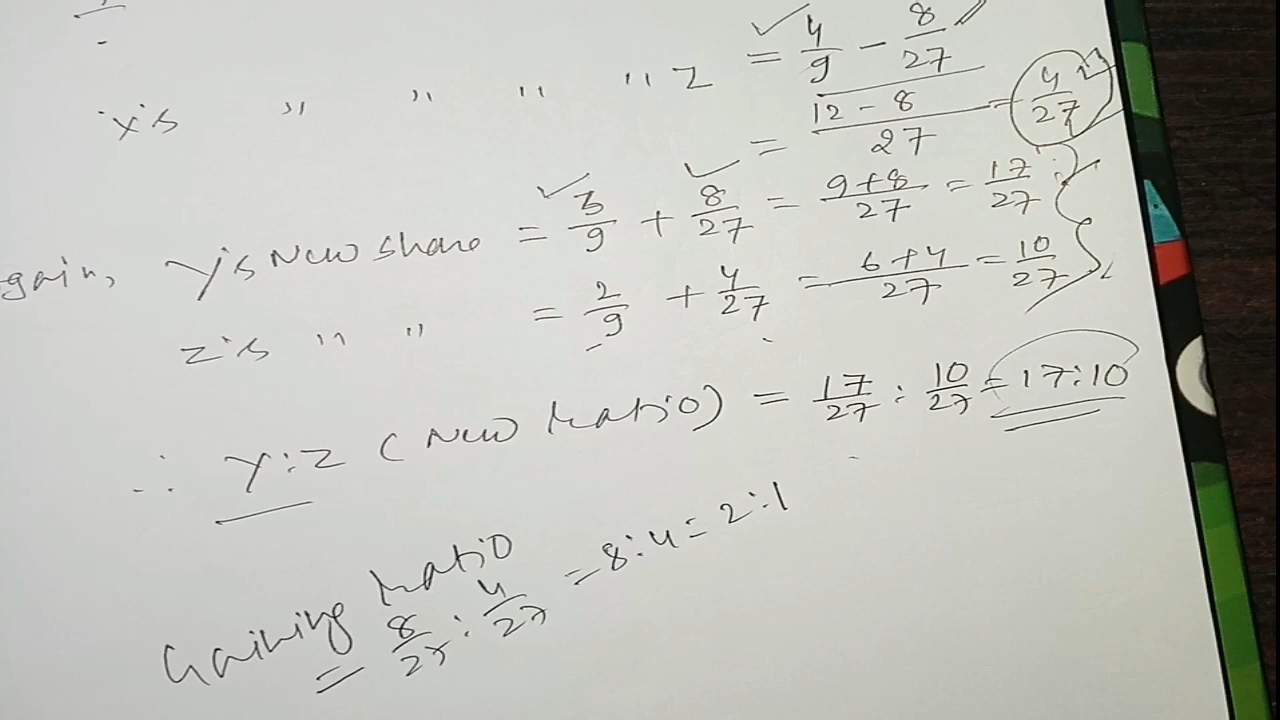 X's " " " " Z = 4/9 - 8/27
= 12 - 8/27 = 4/27
gain, Y's New share = 3/9 + 8/27 = 9+8/27 = 17/27
Z's " " = 2/9 + 4/27 = 6+4/27 = 10/27
∴ Y:Z (New Ratio) = 17/27 : 10/27 = 17:10
Gaining Ratio
= 8/27 : 4/27 = 8:4 = 2:1